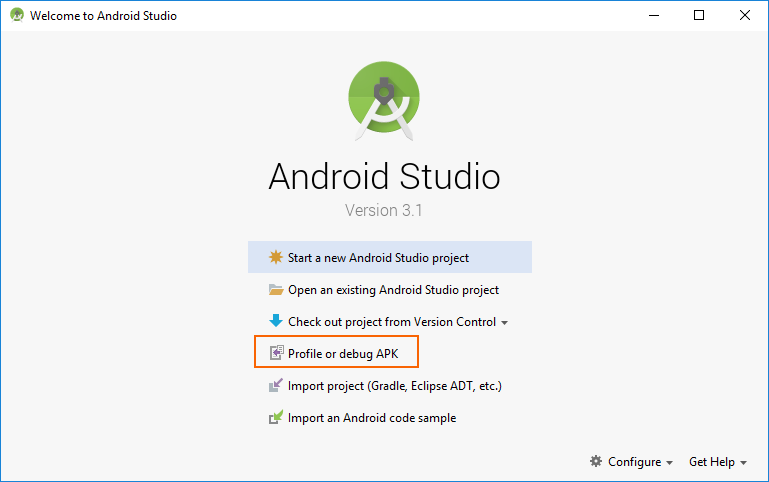 Welcome to Android Studio
Android Studio
Version 3.1
Start a new Android Studio project
Open an existing Android Studio project
Check out project from Version Control
Profile or debug APK
Import project (Gradle, Eclipse ADT, etc.)
Import an Android code sample
Configure Get Help